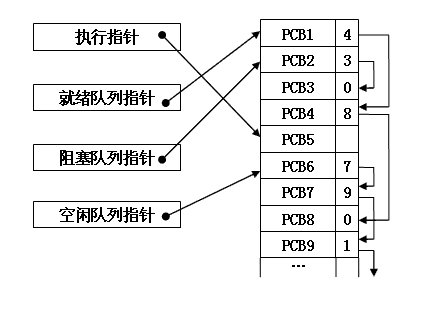 执行指针
就绪队列指针
阻塞队列指针
空闲队列指针
PCB1 4
PCB2 3
PCB3 0
PCB4 8
PCB5
PCB6 7
PCB7 9
PCB8 0
PCB9 1
…